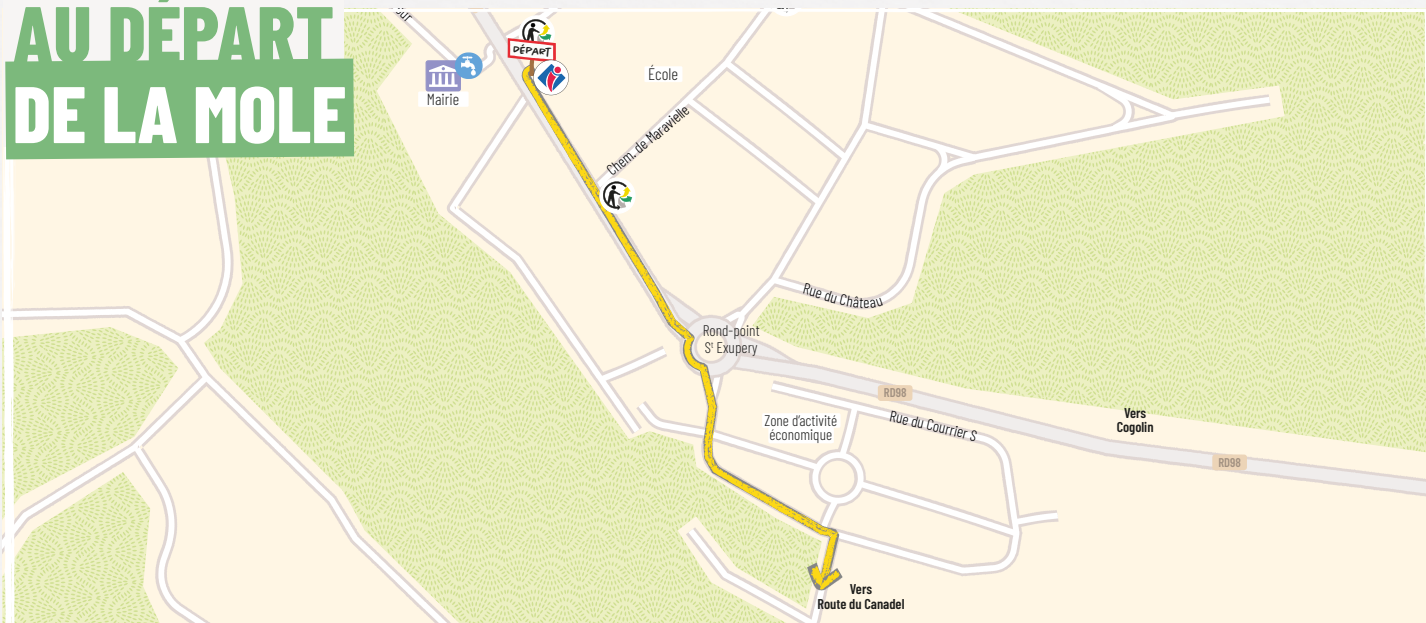 AU DÉPART
DE LA MOLE
DÉPART
Mairie
École
Chem. de Maravielle
Rue du Château
Rond-point
St Exupery
RD98
Zone d'activité
économique
Rue du Courrier S
Vers
Cogolin
RD98
Vers
Route du Canadel